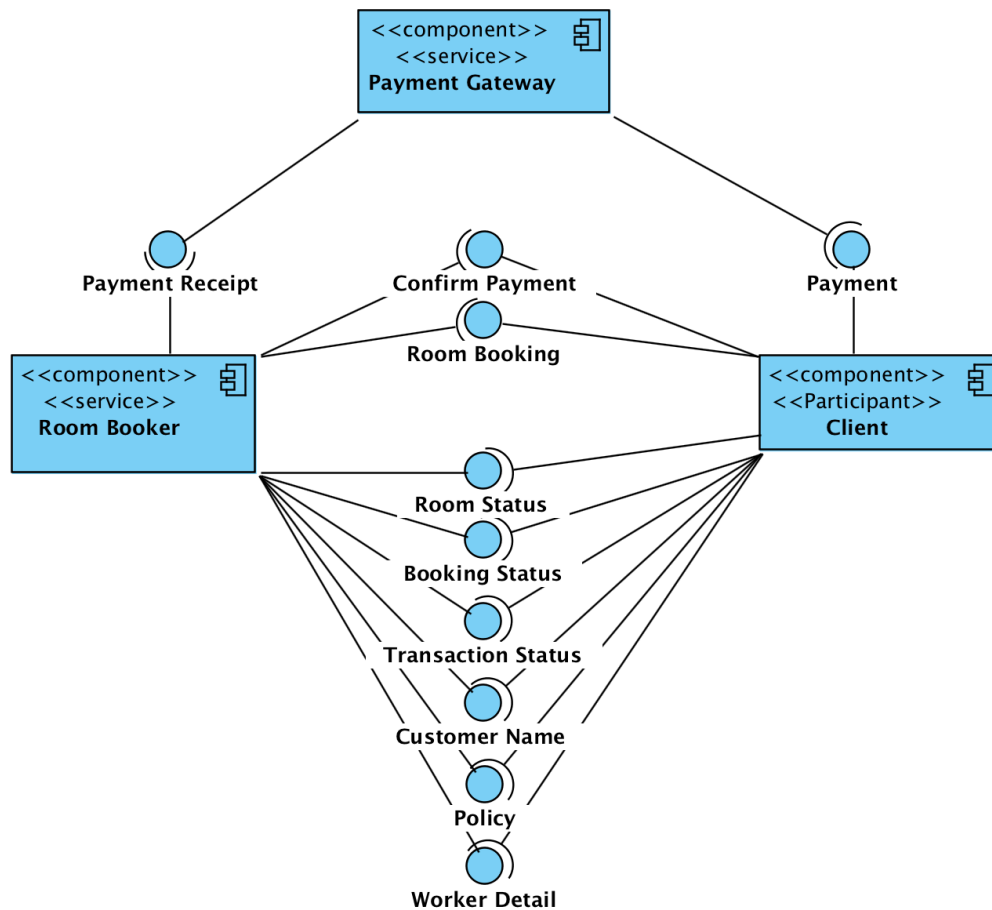 <<component>>
<<service>>
Payment Gateway
Payment Receipt
Confirm Payment
Payment
Room Booking
<<component>>
<<service>>
Room Booker
<<component>>
<<Participant>>
Client
Room Status
Booking Status
Transaction Status
Customer Name
Policy
Worker Detail